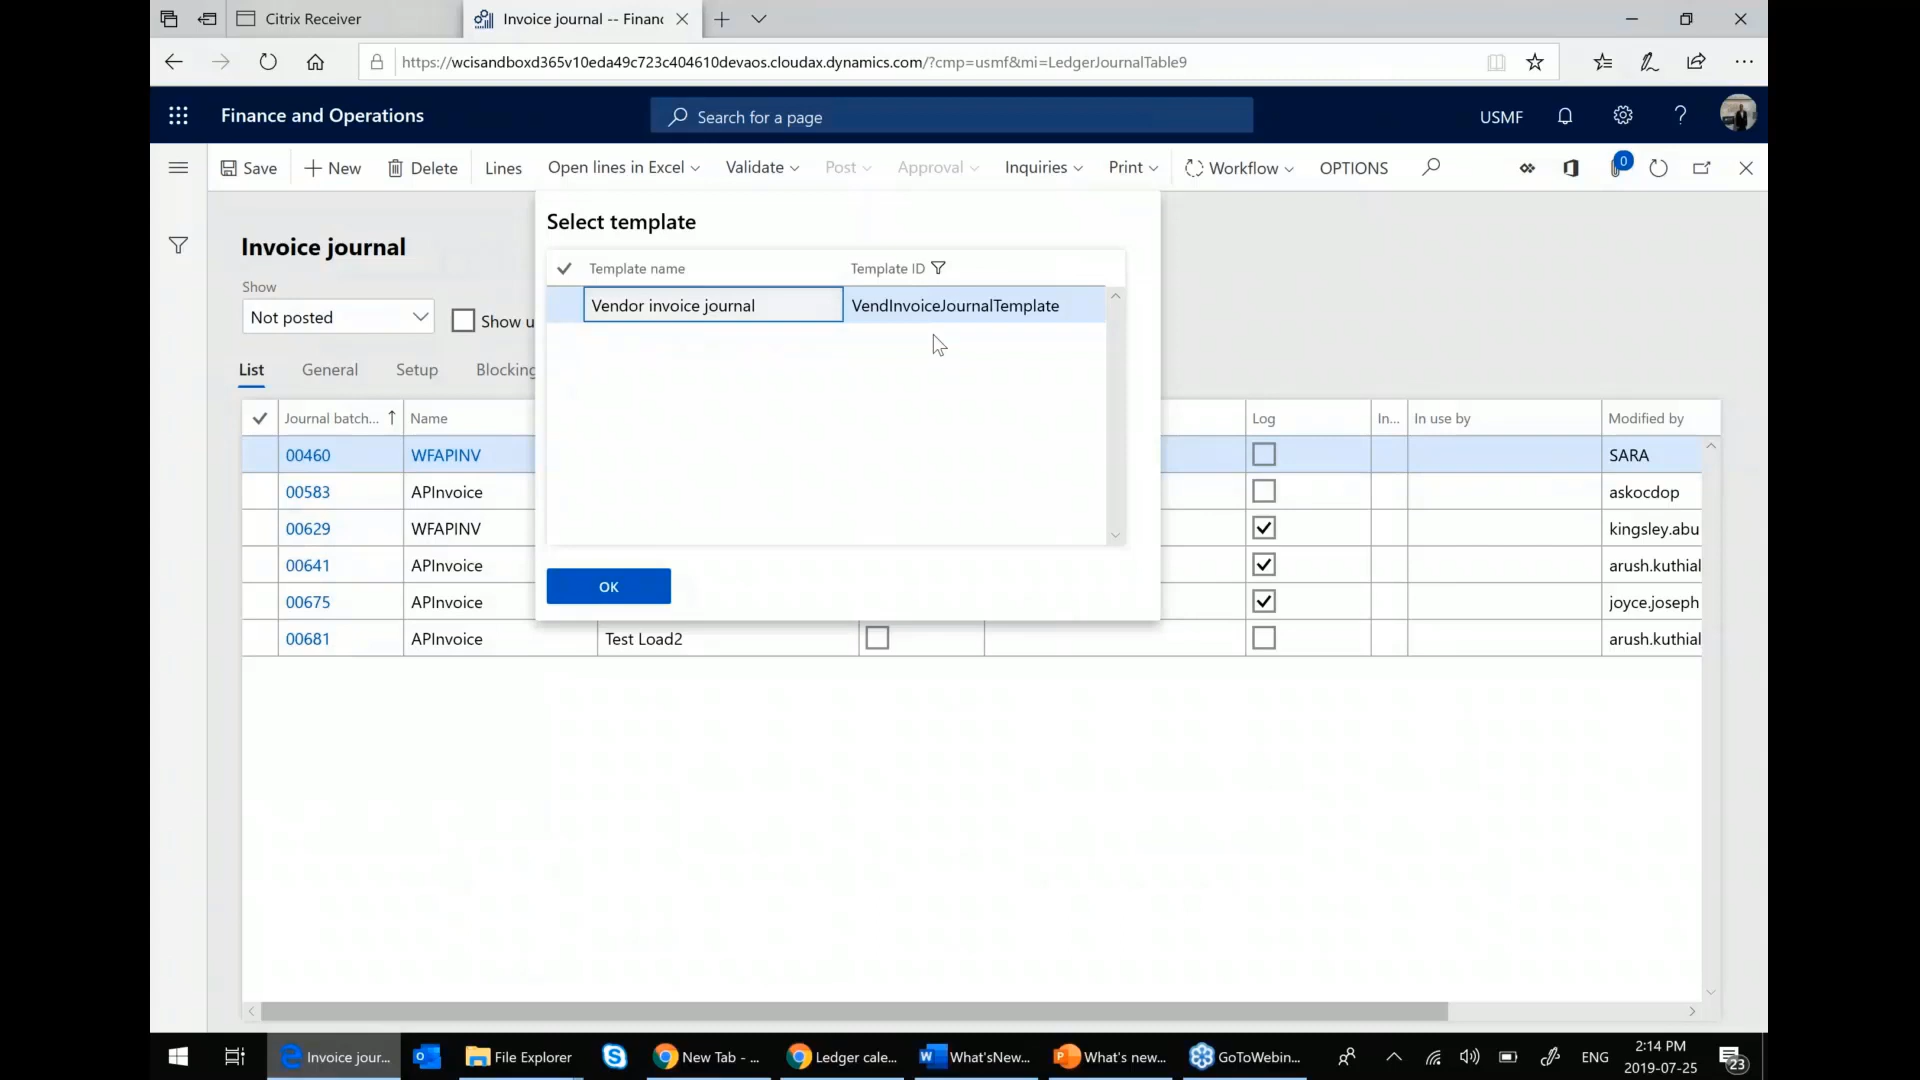 Citrix Receiver
Invoice journal -- Financ
https://wcisandboxd365v10eda49c723c404610devaos.cloudax.dynamics.com/?cmp=usmf&mi=LedgerJournalTable9
Finance and Operations
Search for a page
USMF
Save
New
Delete
Lines
Open lines in Excel
Validate
Post
Approval
Inquiries
Print
Workflow
OPTIONS
0
Select template
Template name Template ID
Vendor invoice journal VendInvoiceJournalTemplate
OK
Invoice journal
Show
Not posted
Show u
List General Setup Blocking
Journal batch... Name Log In... In use by Modified by
00460 WFAPINV SARA
00583 APInvoice askocdop
00629 WFAPINV kingsley.abu
00641 APInvoice arush.kuthial
00675 APInvoice joyce.joseph
00681 APInvoice Test Load2 arush.kuthial
Invoice jour...
File Explorer
New Tab - ...
Ledger cale...
What'sNew...
What's new...
GoToWebin...
ENG
2:14 PM
2019-07-25
23